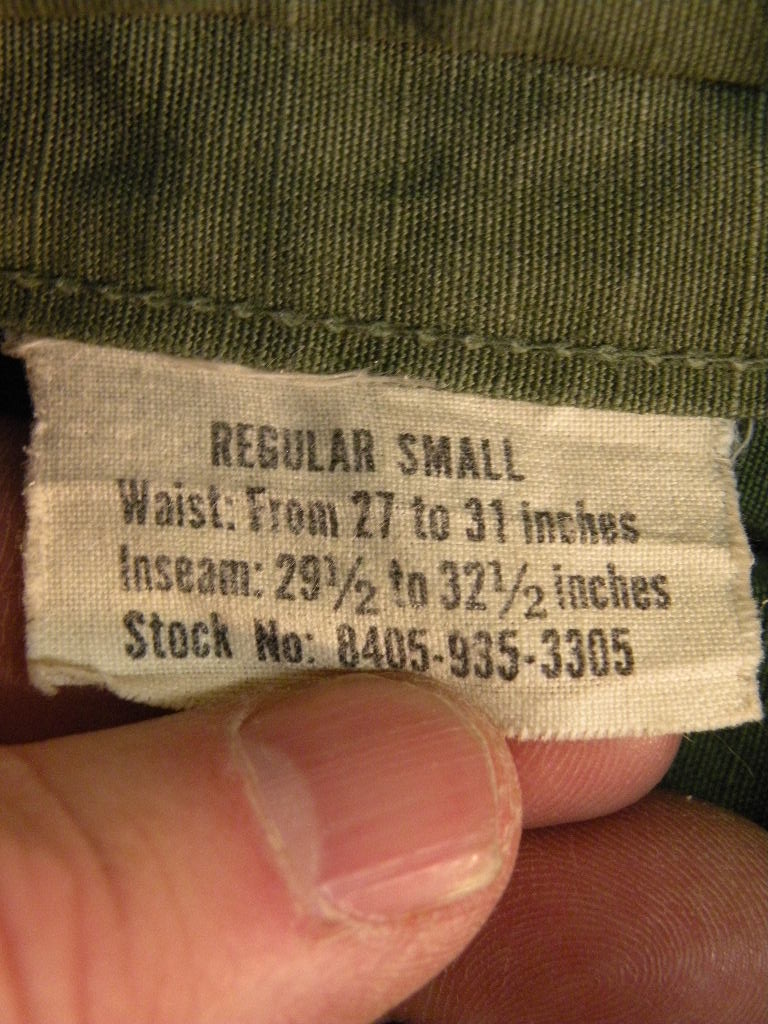 REGULAR SMALL
Waist: From 27 to 31 inches
Inseam: 29½ to 32½ inches
Stock No: 8405-935-3305